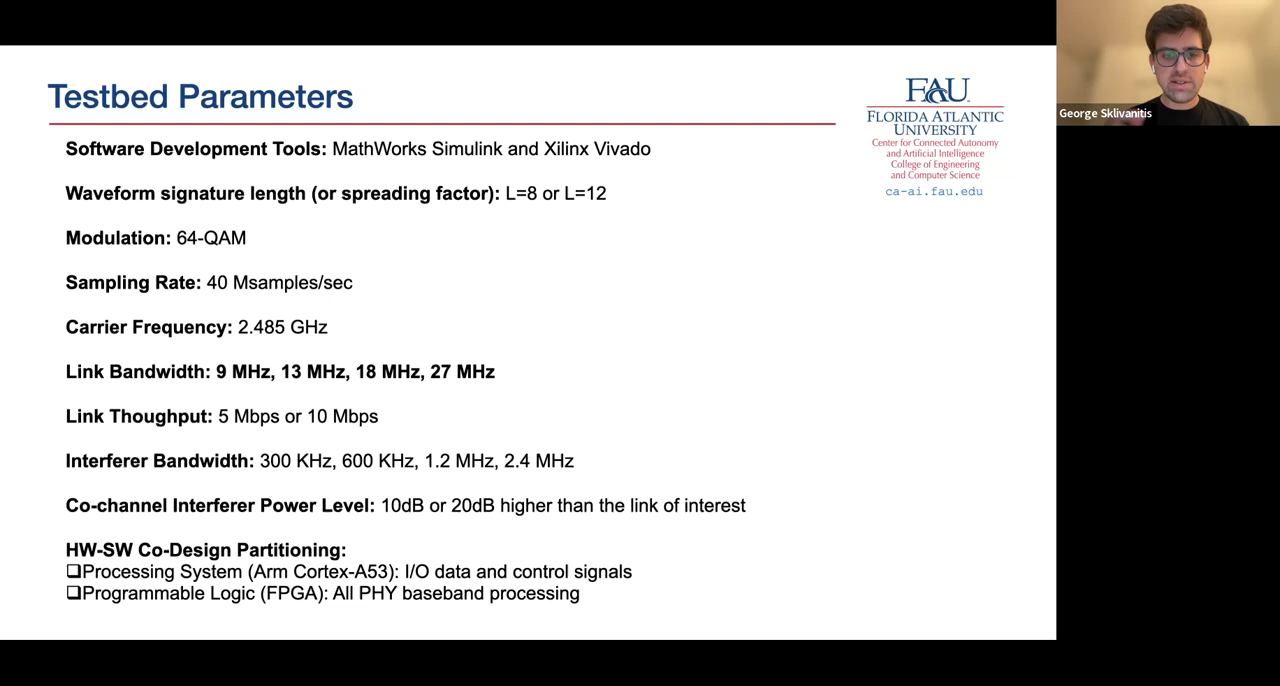 Testbed Parameters
Software Development Tools: MathWorks Simulink and Xilinx Vivado
Waveform signature length (or spreading factor): L=8 or L=12
Modulation: 64-QAM
Sampling Rate: 40 Msamples/sec
Carrier Frequency: 2.485 GHz
Link Bandwidth: 9 MHz, 13 MHz, 18 MHz, 27 MHz
Link Thoughput: 5 Mbps or 10 Mbps
Interferer Bandwidth: 300 KHz, 600 KHz, 1.2 MHz, 2.4 MHz
Co-channel Interferer Power Level: 10dB or 20dB higher than the link of interest
HW-SW Co-Design Partitioning:
❑Processing System (Arm Cortex-A53): I/O data and control signals
❑Programmable Logic (FPGA): All PHY baseband processing
FAU
FLORIDA ATLANTIC
UNIVERSITY
Center for Connected Autonomy
and Artificial Intelligence
College of Engineering
and Computer Science
ca-ai.fau.edu
George Sklivanitis